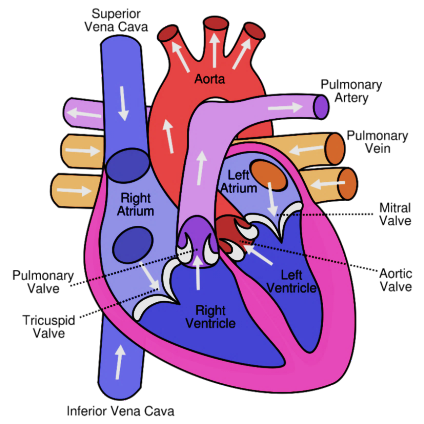 Superior
Vena Cava
Aorta
Pulmonary
Artery
Pulmonary
Vein
Left
Atrium
Right
Atrium
Mitral
Valve
Pulmonary
Valve
Aortic
Valve
Left
Ventricle
Right
Ventricle
Tricuspid
Valve
Inferior Vena Cava